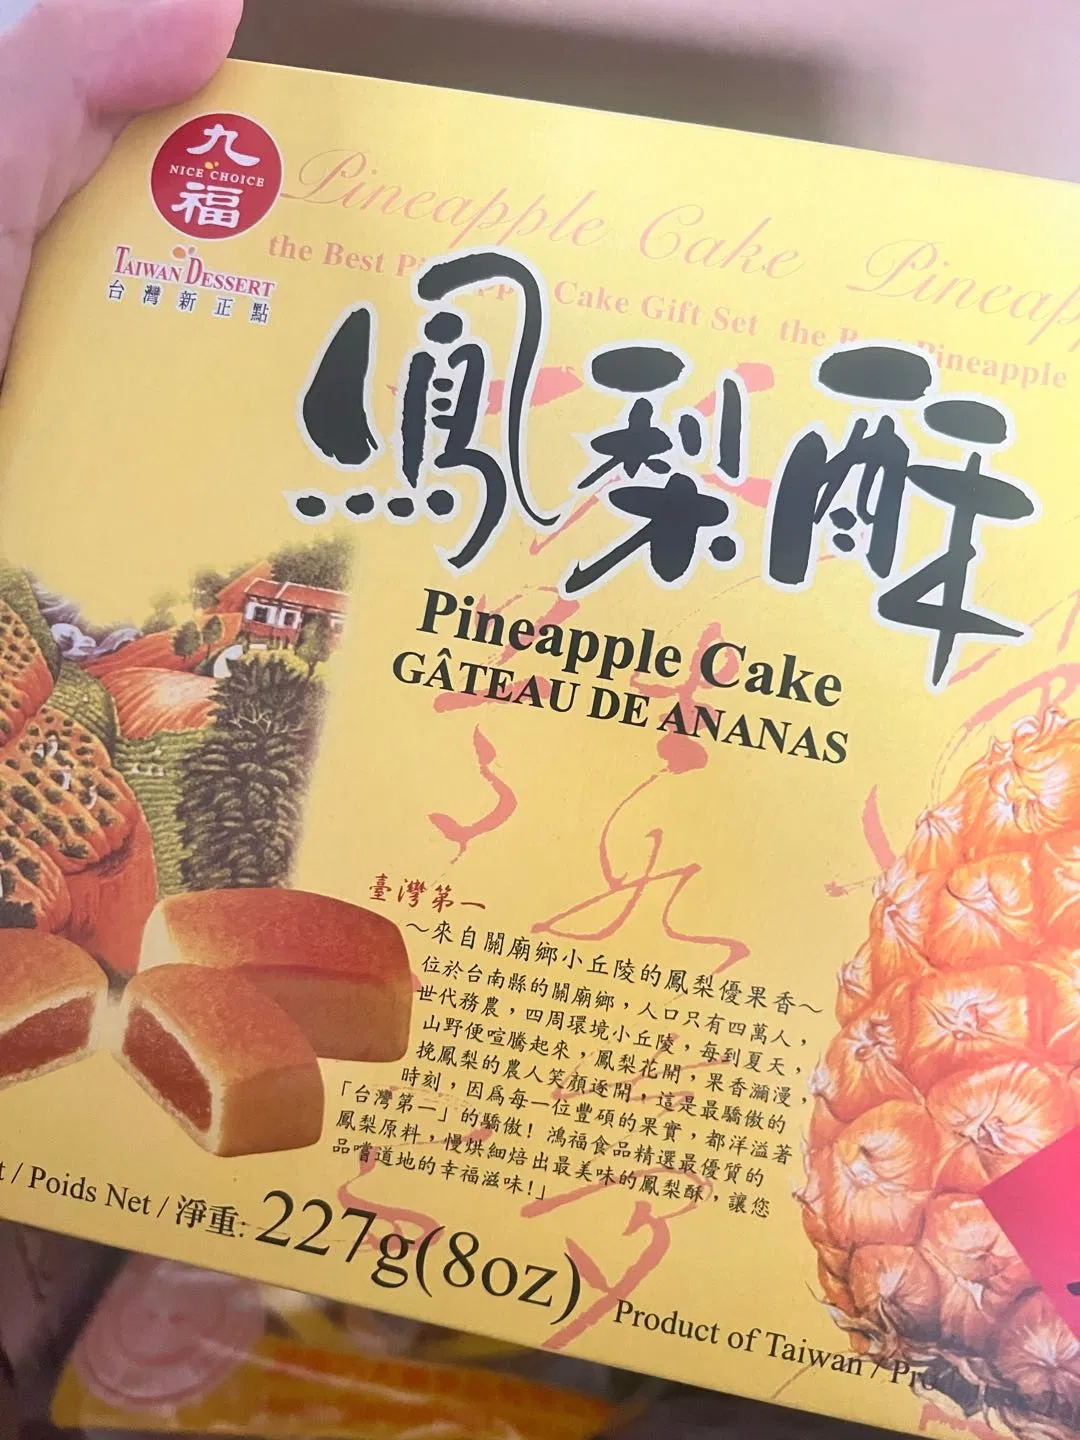 九
NICE CHOICE
福
TAIWAN DESSERT
台灣新正點
Pineapple Cake Pineap
the Best Pi pp Cake Gift Set the B t Pineapple
鳳梨酥
Pineapple Cake
GÂTEAU DE ANANAS
臺灣第一
～來自關廟鄉小丘陵的鳳梨優果香～
位於台南縣的關廟鄉，人口只有四萬人，
世代務農，四周環境小丘陵，每到夏天，
山野便喧騰起來，鳳梨花開，果香瀰漫，
挽鳳梨的農人笑顏逐開，這是最驕傲的
時刻，因為每一位豐碩的果實，都洋溢著
「台灣第一」的驕傲！鴻福食品精選最優質的
鳳梨原料，慢烘細焙出最美味的鳳梨酥，讓您
品嚐道地的幸福滋味！」
t / Poids Net / 淨重: 227g(8oz)
Product of Taiwan / Pro